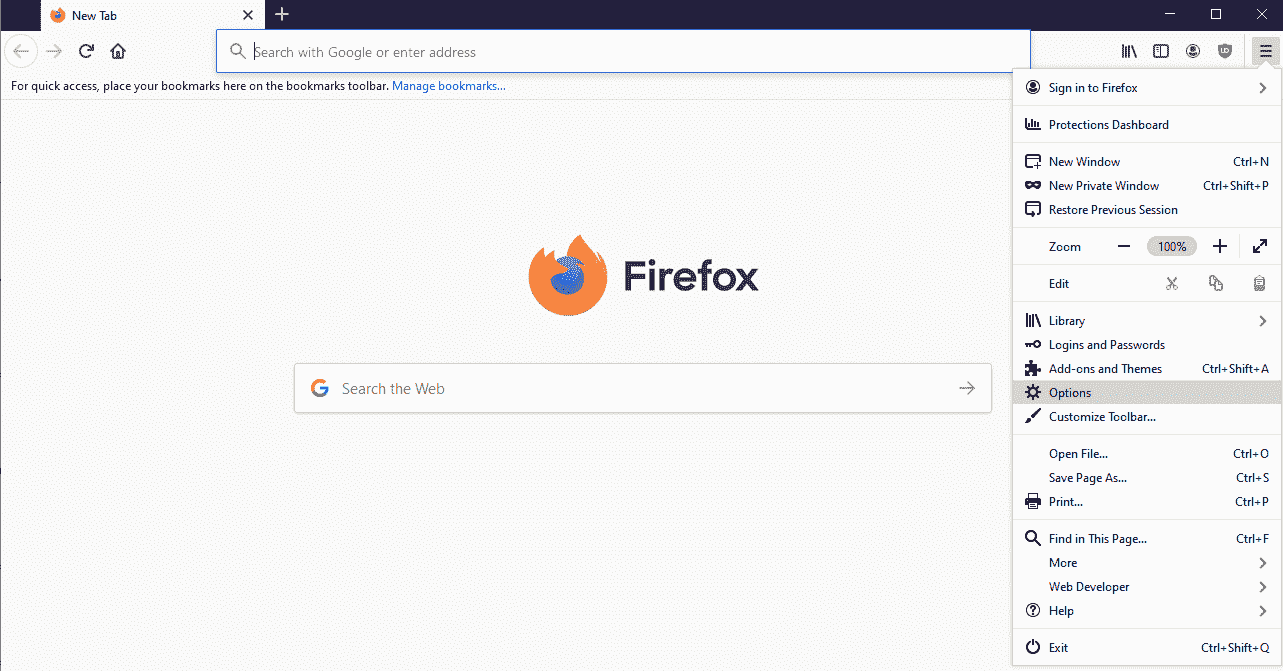 New Tab
Search with Google or enter address
For quick access, place your bookmarks here on the bookmarks toolbar. Manage bookmarks...
Sign in to Firefox
Protections Dashboard
New Window Ctrl+N
New Private Window Ctrl+Shift+P
Restore Previous Session
Zoom 100%
Edit
Firefox
Library
Logins and Passwords
Add-ons and Themes Ctrl+Shift+A
Search the Web
Options
Customize Toolbar...
Open File... Ctrl+O
Save Page As... Ctrl+S
Print... Ctrl+P
Find in This Page... Ctrl+F
More
Web Developer
Help
Exit Ctrl+Shift+Q